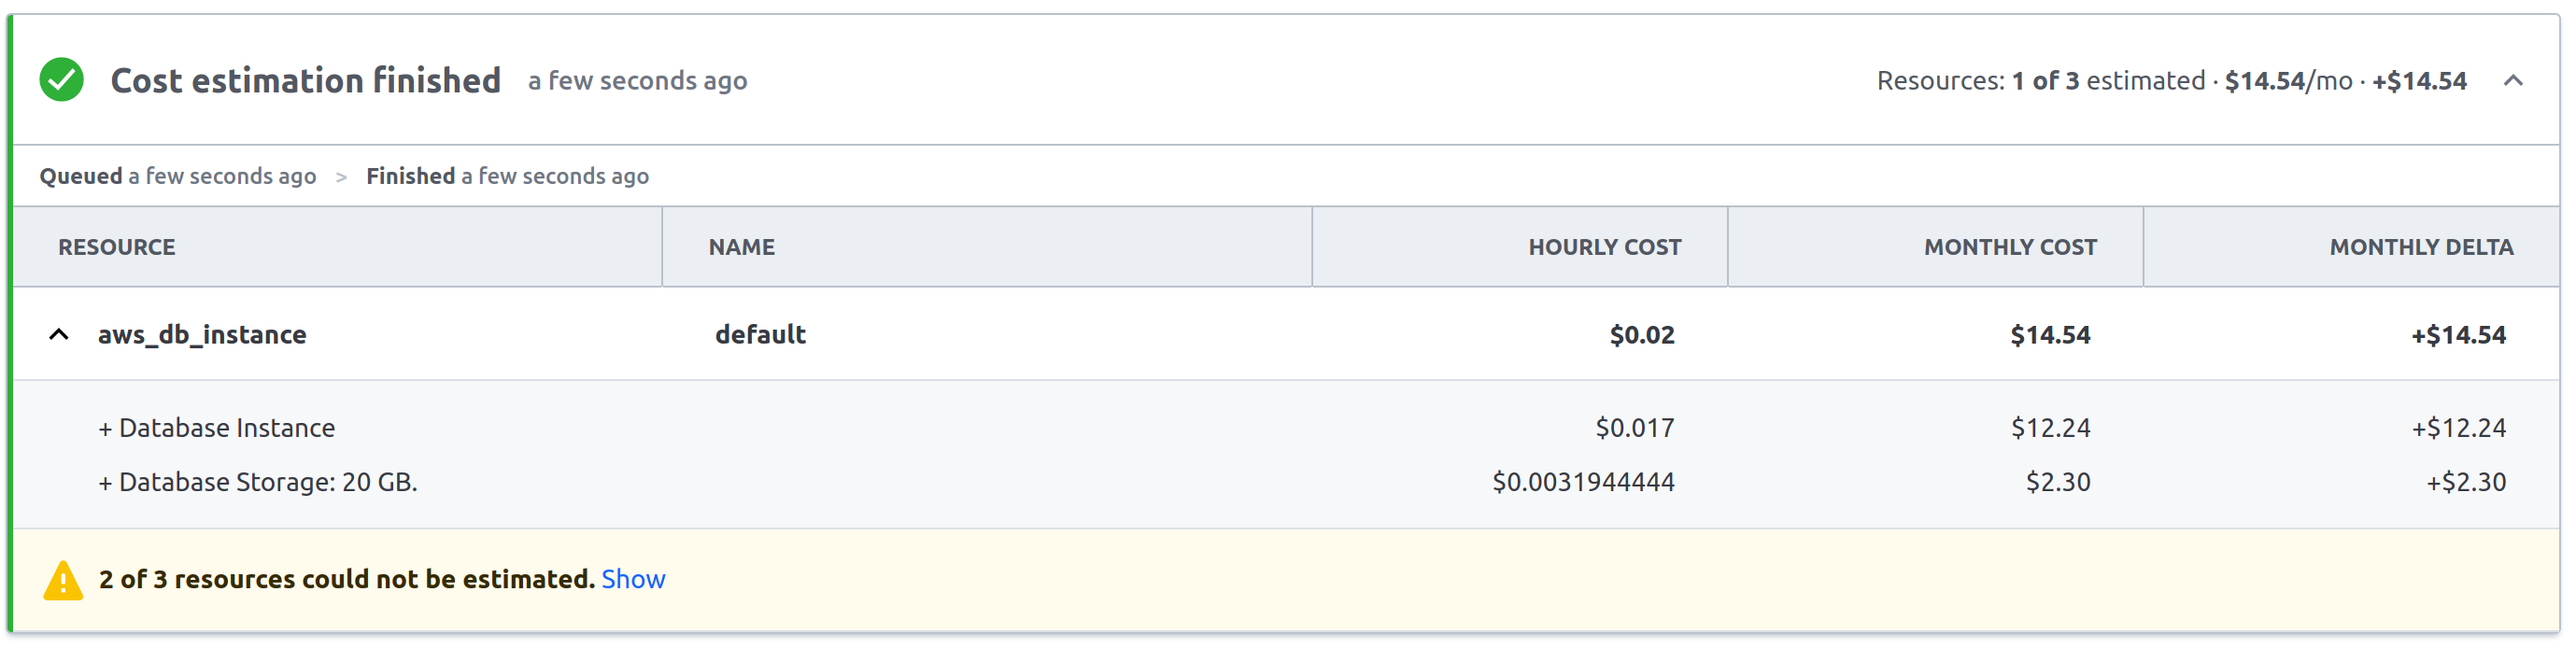 Cost estimation finished a few seconds ago Resources: 1 of 3 estimated · $14.54/mo · +$14.54
Queued a few seconds ago > Finished a few seconds ago
RESOURCE NAME HOURLY COST MONTHLY COST MONTHLY DELTA
aws_db_instance default $0.02 $14.54 +$14.54
+ Database Instance $0.017 $12.24 +$12.24
+ Database Storage: 20 GB. $0.0031944444 $2.30 +$2.30
2 of 3 resources could not be estimated. Show